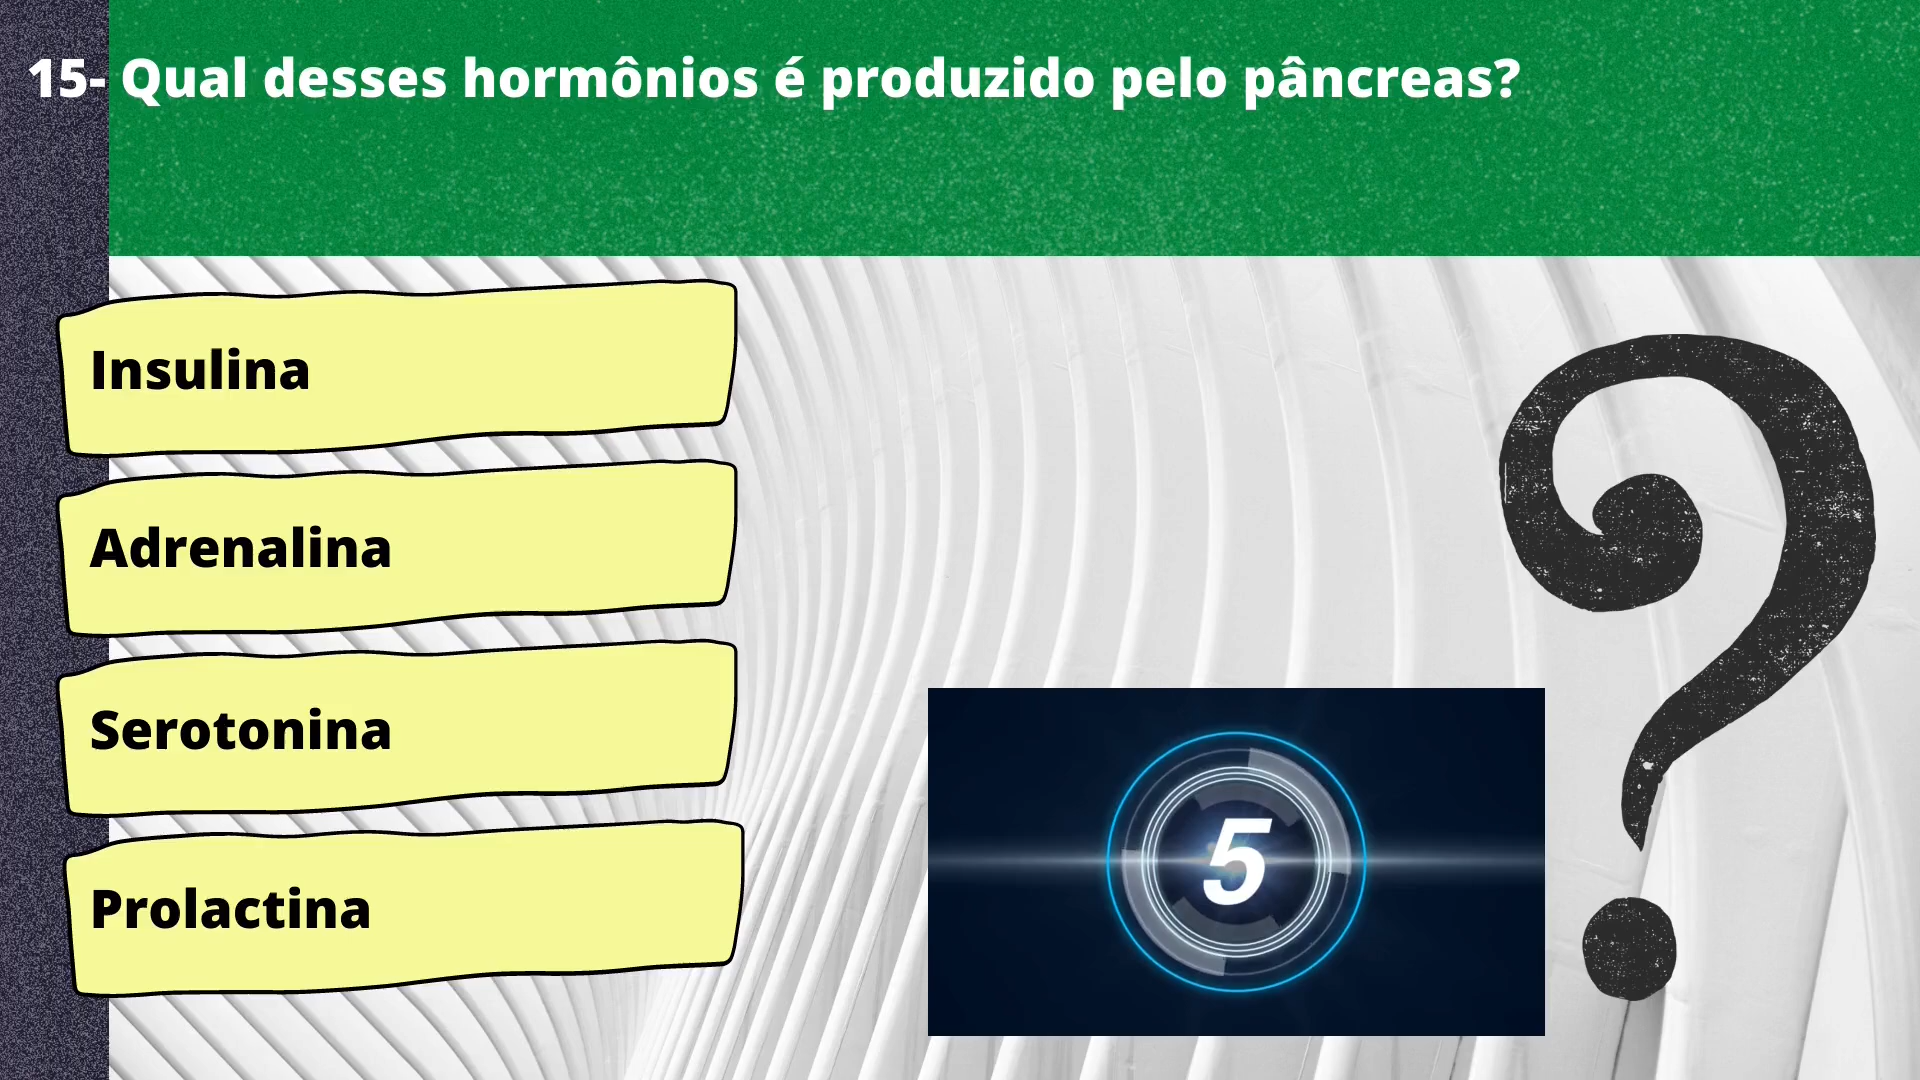 15- Qual desses hormônios é produzido pelo pâncreas?
Insulina
Adrenalina
Serotonina
Prolactina
5